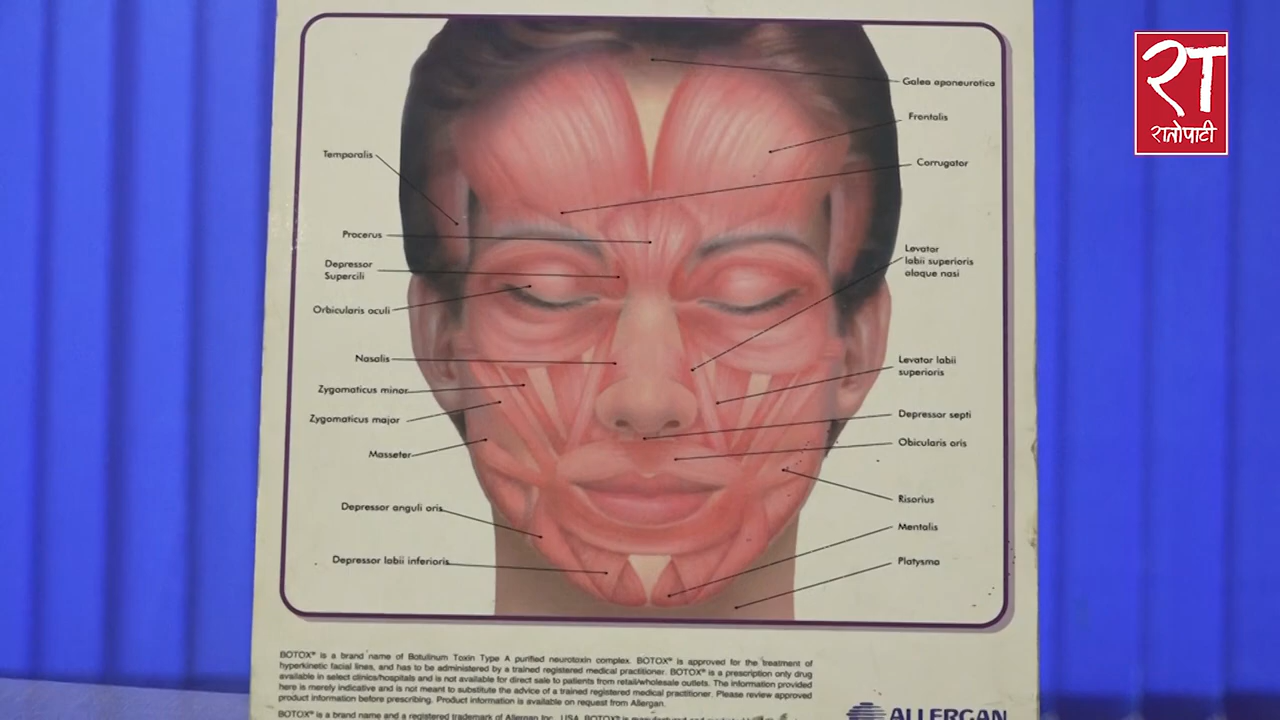 रा
रातोपाटी
Galea aponeurotica
Frontalis
Corrugator
Temporalis
Procerus
Depressor
Supercili
Orbicularis oculi
Levator
labii superioris
alaque nasi
Nasalis
Zygomaticus minor
Zygomaticus major
Masseter
Levator labii
superioris
Depressor septi
Obicularis oris
Depressor anguli oris
Risorius
Mentalis
Depressor labii inferioris
Platysma
BOTOX® is a brand name of Botulinum Toxin Type A purified neurotoxin complex. BOTOX® is approved for the treatment of
hyperkinetic facial lines, and has to be administered by a trained registered medical practitioner. BOTOX® is a prescription only drug
available in select clinics/hospitals and is not available for direct sale to patients from retail/wholesale outlets. The information provided
here is merely indicative and is not meant to substitute the advice of a trained registered medical practitioner. Please review approved
product information before prescribing. Product information is available on request from Allergan.
BOTOX® is a brand name and a registered trademark of Allergan Inc., USA. BOTOX® is manufactured and
ALLERGAN